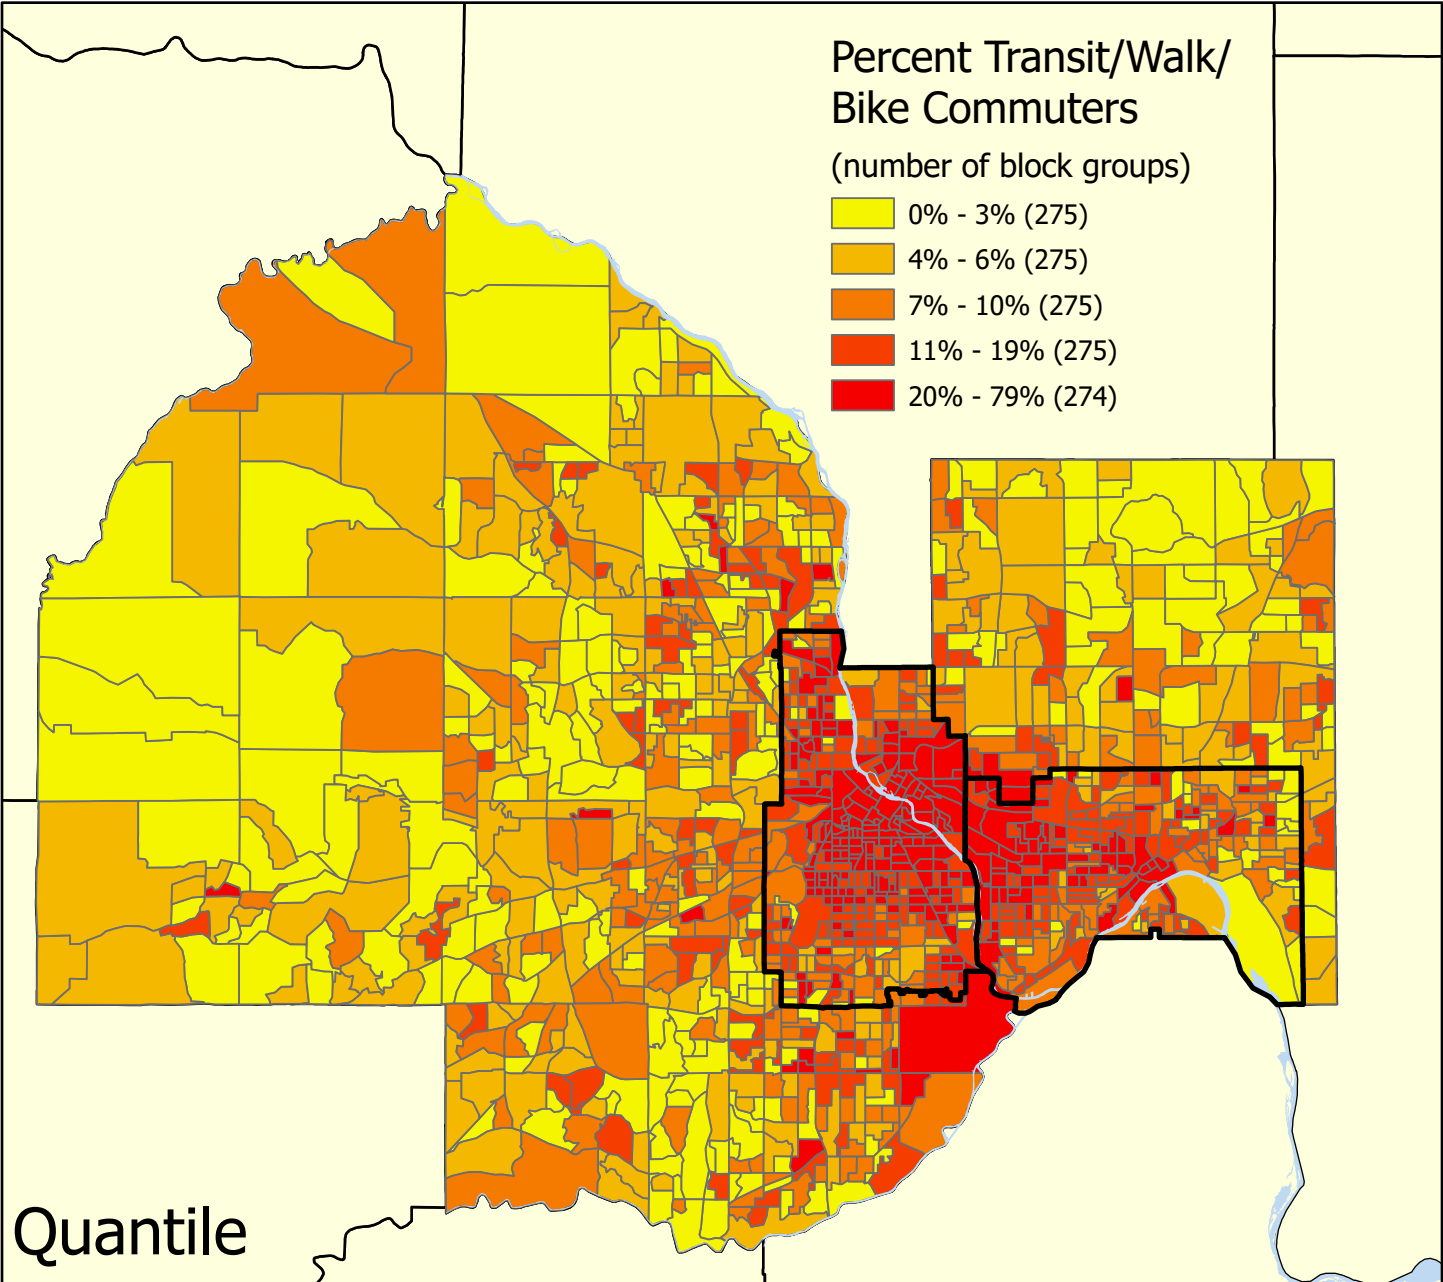 Percent Transit/Walk/
Bike Commuters
(number of block groups)
0% - 3% (275)
4% - 6% (275)
7% - 10% (275)
11% - 19% (275)
20% - 79% (274)
Quantile